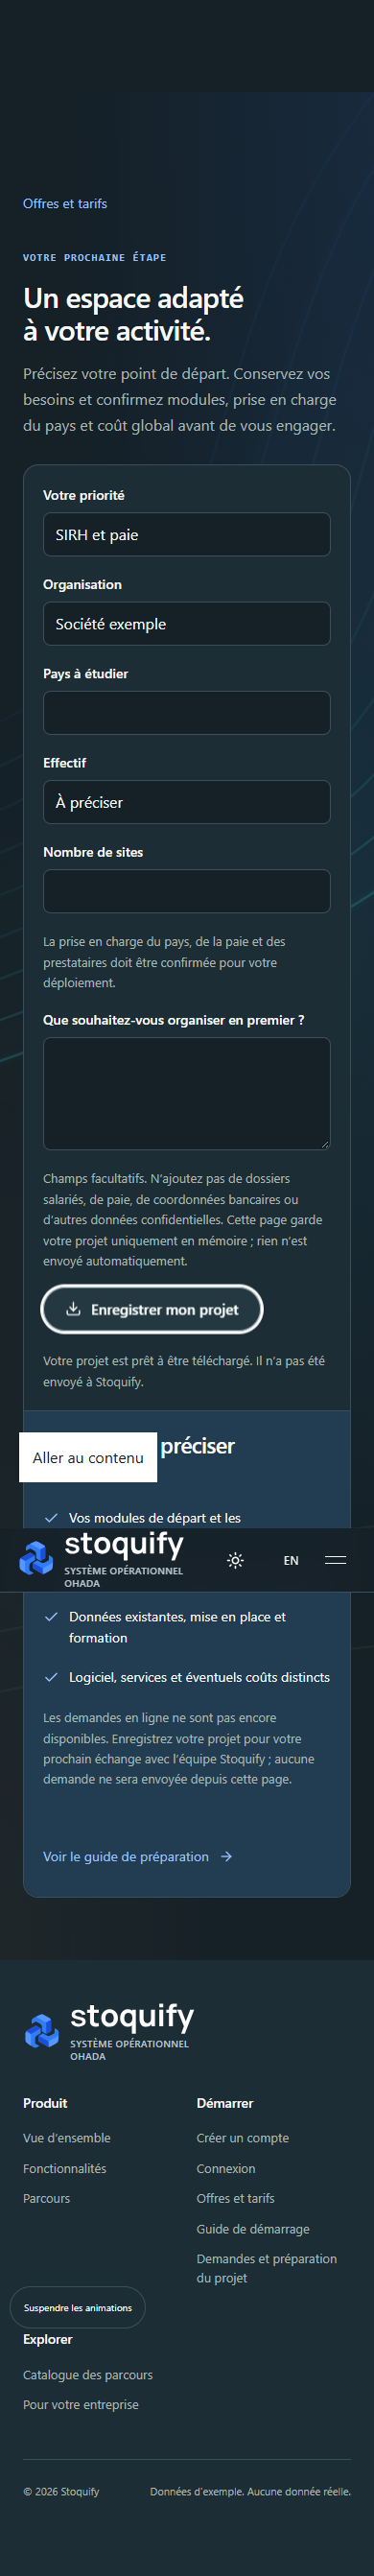 Offres et tarifs
VOTRE PROCHAINE ÉTAPE
Un espace adapté
à votre activité.
Précisez votre point de départ. Conservez vos
besoins et confirmez modules, prise en charge
du pays et coût global avant de vous engager.
Votre priorité
SIRH et paie
Organisation
Société exemple
Pays à étudier
Effectif
À préciser
Nombre de sites
La prise en charge du pays, de la paie et des
prestataires doit être confirmée pour votre
déploiement.
Que souhaitez-vous organiser en premier ?
Champs facultatifs. N’ajoutez pas de dossiers
salariés, de paie, de coordonnées bancaires ou
d’autres données confidentielles. Cette page garde
votre projet uniquement en mémoire ; rien n’est
envoyé automatiquement.
Enregistrer mon projet
Votre projet est prêt à être téléchargé. Il n’a pas été
envoyé à Stoquify.
préciser
Aller au contenu
Vos modules de départ et les
stoquify
SYSTÈME OPÉRATIONNEL
OHADA
EN
Données existantes, mise en place et
formation
Logiciel, services et éventuels coûts distincts
Les demandes en ligne ne sont pas encore
disponibles. Enregistrez votre projet pour votre
prochain échange avec l’équipe Stoquify ; aucune
demande ne sera envoyée depuis cette page.
Voir le guide de préparation
stoquify
SYSTÈME OPÉRATIONNEL
OHADA
Produit
Vue d’ensemble
Fonctionnalités
Parcours
Démarrer
Créer un compte
Connexion
Offres et tarifs
Guide de démarrage
Demandes et préparation
du projet
Suspendre les animations
Explorer
Catalogue des parcours
Pour votre entreprise
© 2026 Stoquify
Données d’exemple. Aucune donnée réelle.